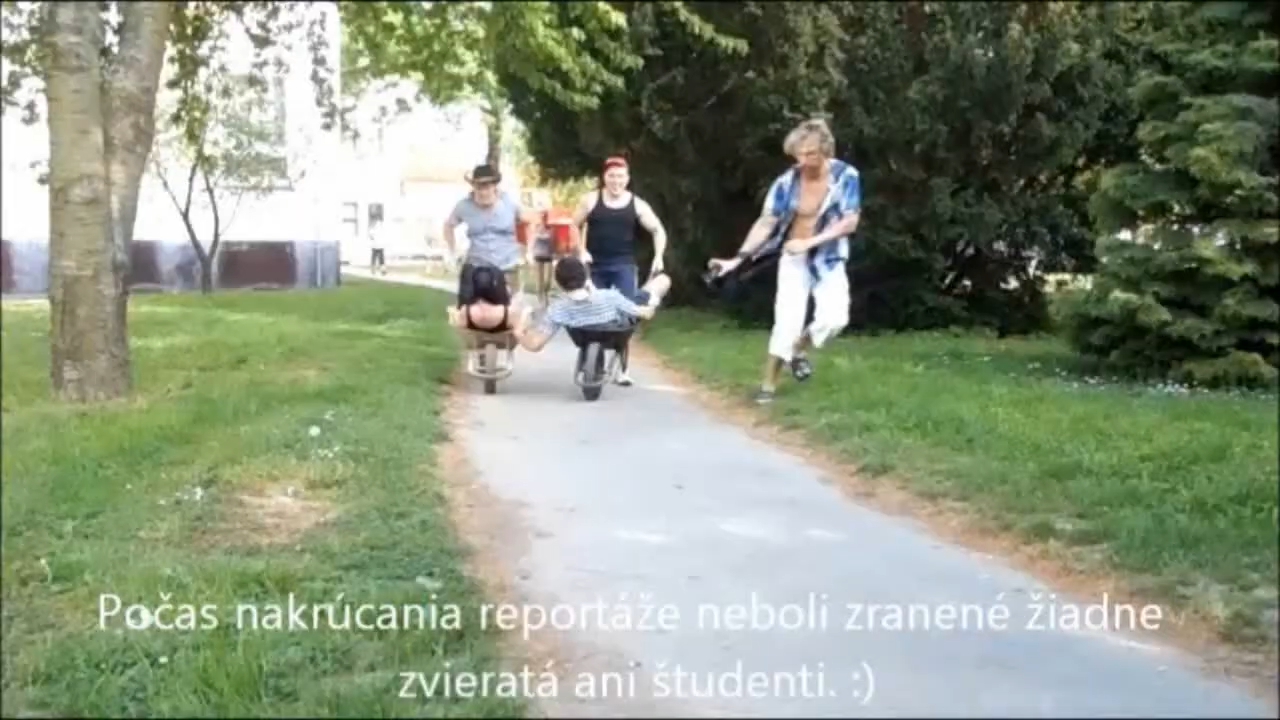 Počas nakrúcania reportáže neboli zranené žiadne
zvieratá ani študenti. :)